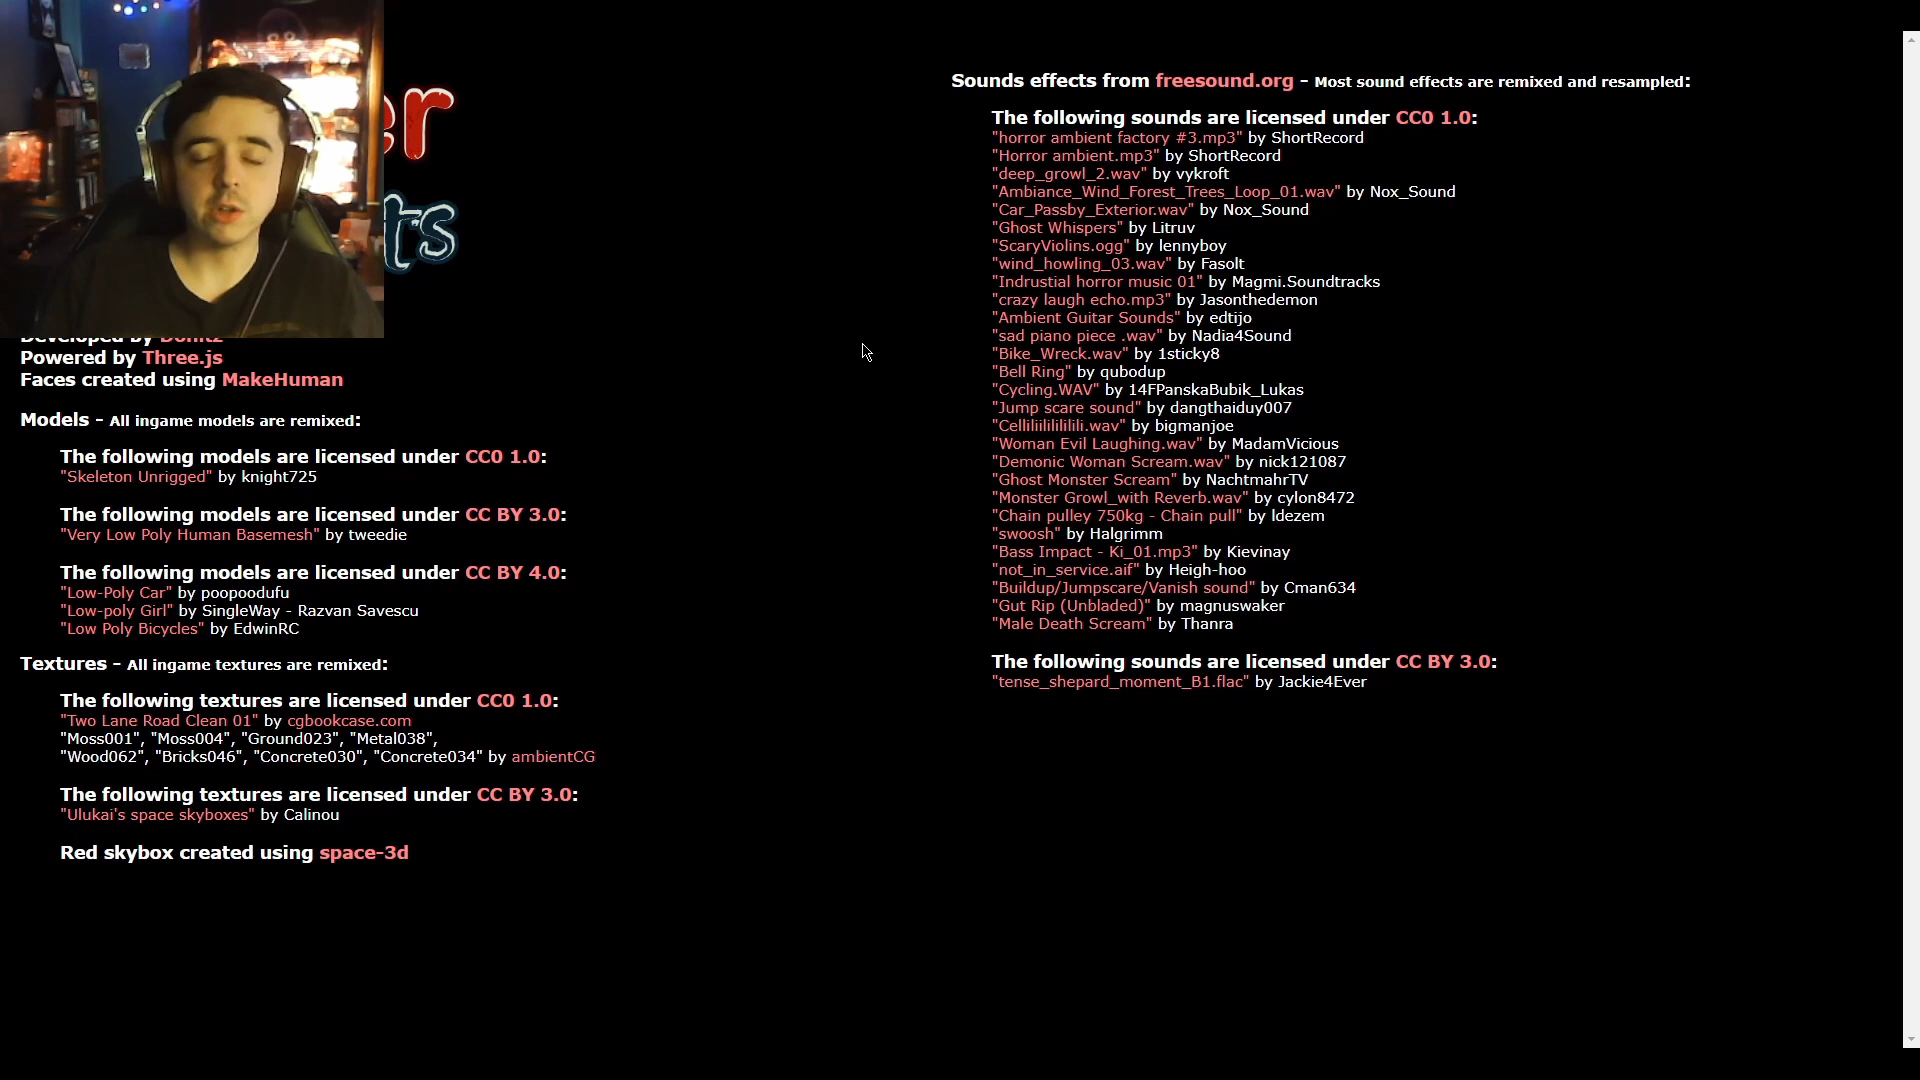 er
ts
Developed by Donitz
Powered by Three.js
Faces created using MakeHuman
Models - All ingame models are remixed:
The following models are licensed under CC0 1.0:
"Skeleton Unrigged" by knight725
The following models are licensed under CC BY 3.0:
"Very Low Poly Human Basemesh" by tweedie
The following models are licensed under CC BY 4.0:
"Low-Poly Car" by poopoodufu
"Low-poly Girl" by SingleWay - Razvan Savescu
"Low Poly Bicycles" by EdwinRC
Textures - All ingame textures are remixed:
The following textures are licensed under CC0 1.0:
"Two Lane Road Clean 01" by cgbookcase.com
"Moss001", "Moss004", "Ground023", "Metal038",
"Wood062", "Bricks046", "Concrete030", "Concrete034" by ambientCG
The following textures are licensed under CC BY 3.0:
"Ulukai's space skyboxes" by Calinou
Red skybox created using space-3d
Sounds effects from freesound.org - Most sound effects are remixed and resampled:
The following sounds are licensed under CC0 1.0:
"horror ambient factory #3.mp3" by ShortRecord
"Horror ambient.mp3" by ShortRecord
"deep_growl_2.wav" by vykroft
"Ambiance_Wind_Forest_Trees_Loop_01.wav" by Nox_Sound
"Car_Passby_Exterior.wav" by Nox_Sound
"Ghost Whispers" by Litruv
"ScaryViolins.ogg" by lennyboy
"wind_howling_03.wav" by Fasolt
"Indrustial horror music 01" by Magmi.Soundtracks
"crazy laugh echo.mp3" by Jasonthedemon
"Ambient Guitar Sounds" by edtijo
"sad piano piece .wav" by Nadia4Sound
"Bike_Wreck.wav" by 1sticky8
"Bell Ring" by qubodup
"Cycling.WAV" by 14FPanskaBubik_Lukas
"Jump scare sound" by dangthaiduy007
"Celliliililililili.wav" by bigmanjoe
"Woman Evil Laughing.wav" by MadamVicious
"Demonic Woman Scream.wav" by nick121087
"Ghost Monster Scream" by NachtmahrTV
"Monster Growl_with Reverb.wav" by cylon8472
"Chain pulley 750kg - Chain pull" by ldezem
"swoosh" by Halgrimm
"Bass Impact - Ki_01.mp3" by Kievinay
"not_in_service.aif" by Heigh-hoo
"Buildup/Jumpscare/Vanish sound" by Cman634
"Gut Rip (Unbladed)" by magnuswaker
"Male Death Scream" by Thanra
The following sounds are licensed under CC BY 3.0:
"tense_shepard_moment_B1.flac" by Jackie4Ever